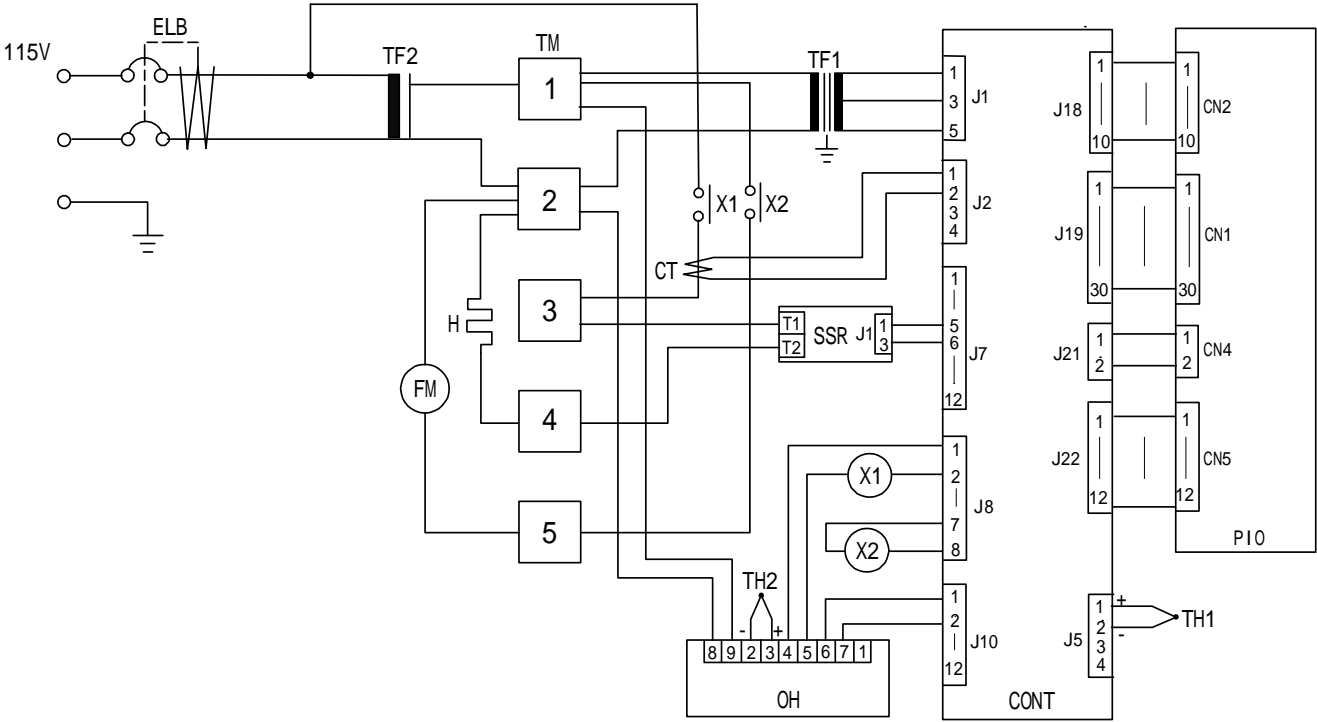 ELB
115V
TF2
TM
1
TF1
1
3
5
J1
J18
1
10
1
10
CN2
2
X1
X2
1
2
3
4
J2
J19
1
30
1
30
CN1
CT
3
H
T1
T2
SSR
J1
1
3
1
5
6
12
J7
J21
1
2
1
2
CN4
FM
4
J22
1
12
1
12
CN5
X1
1
2
7
8
J8
5
X2
PIO
TH2
- +
8 9 2 3 4 5 6 7 1
OH
1
2
12
J10
J5
1
2
3
4
+
-
TH1
CONT